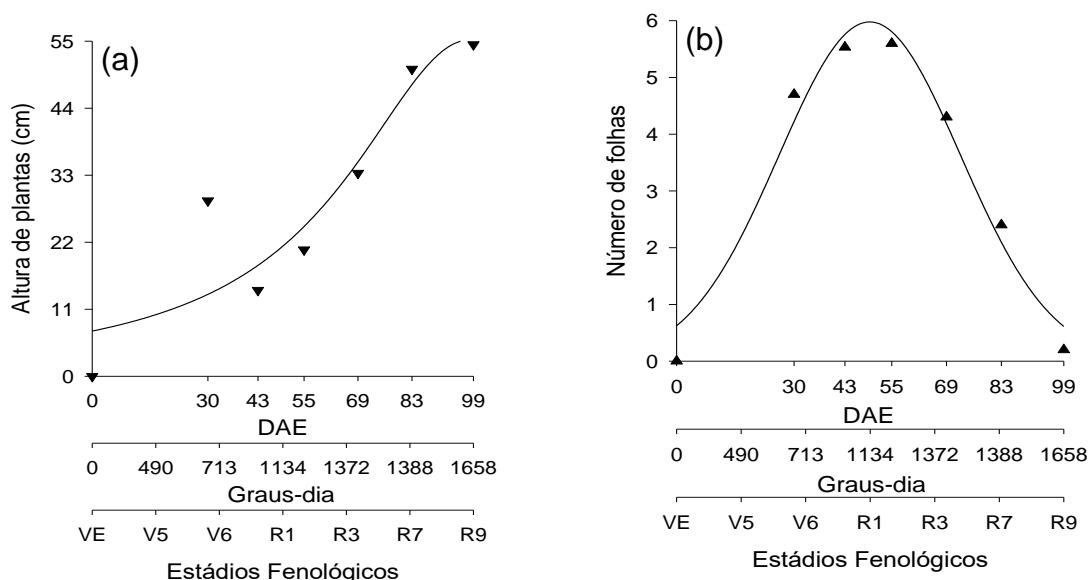 (a)
Altura de plantas (cm)
55
44
33
22
11
0
0 30 43 55 69 83 99
DAE
0 490 713 1134 1372 1388 1658
Graus-dia
VE V5 V6 R1 R3 R7 R9
Estádios Fenológicos
(b)
Número de folhas
6
5
4
3
2
1
0
0 30 43 55 69 83 99
DAE
0 490 713 1134 1372 1388 1658
Graus-dia
VE V5 V6 R1 R3 R7 R9
Estádios Fenológicos